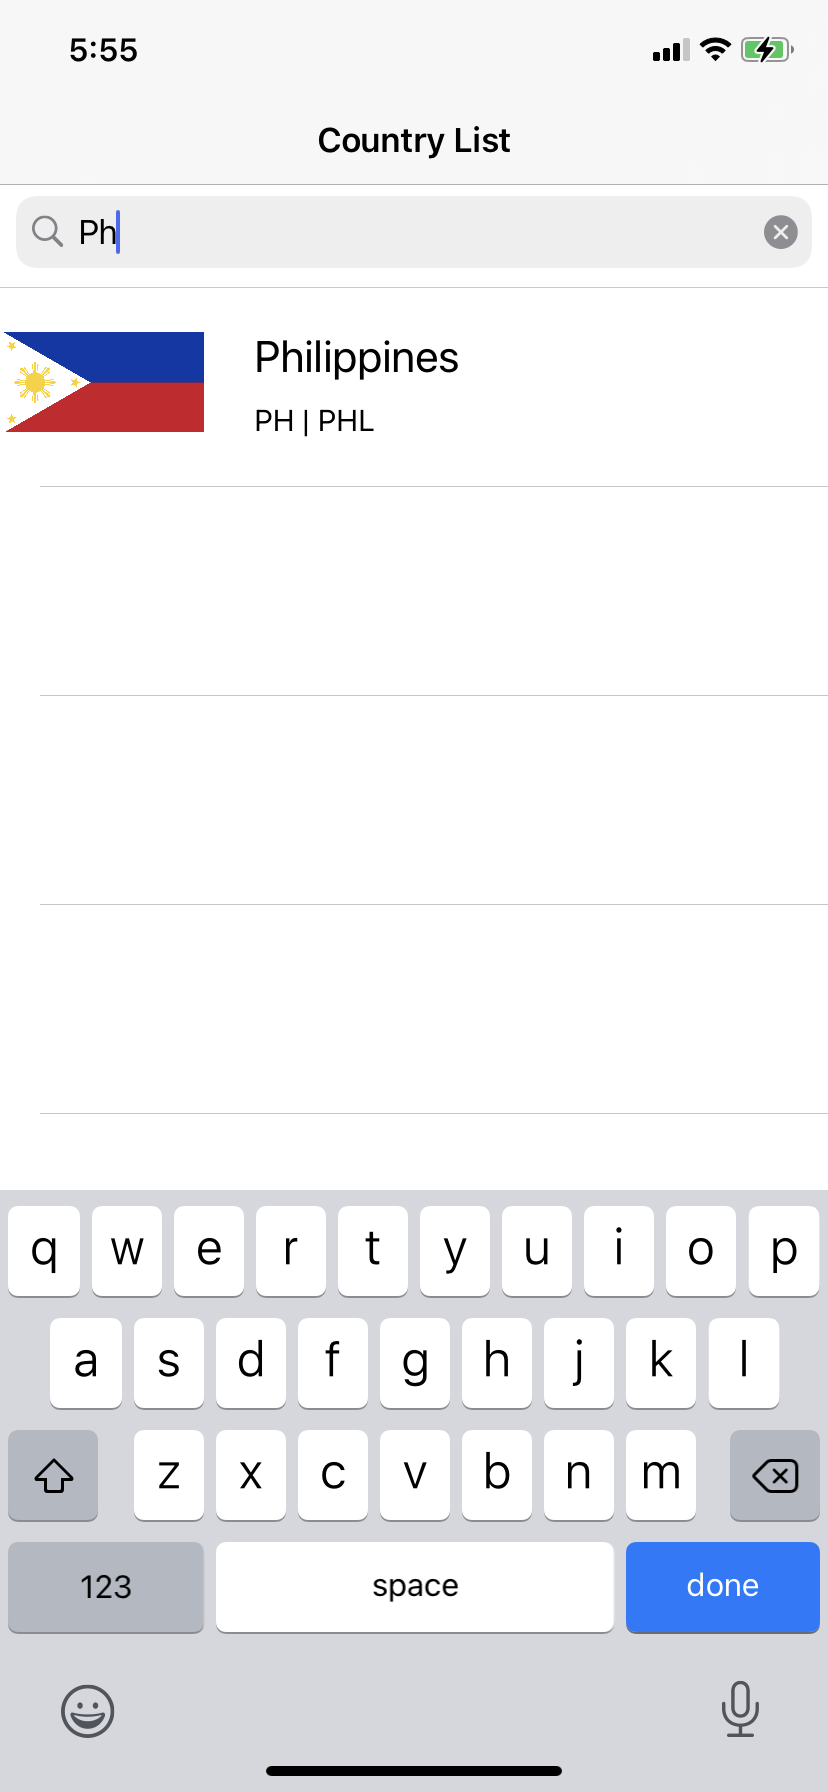 5:55
Country List
Ph
Philippines
PH | PHL
q w e r t y u i o p
a s d f g h j k l
z x c v b n m
123 space done